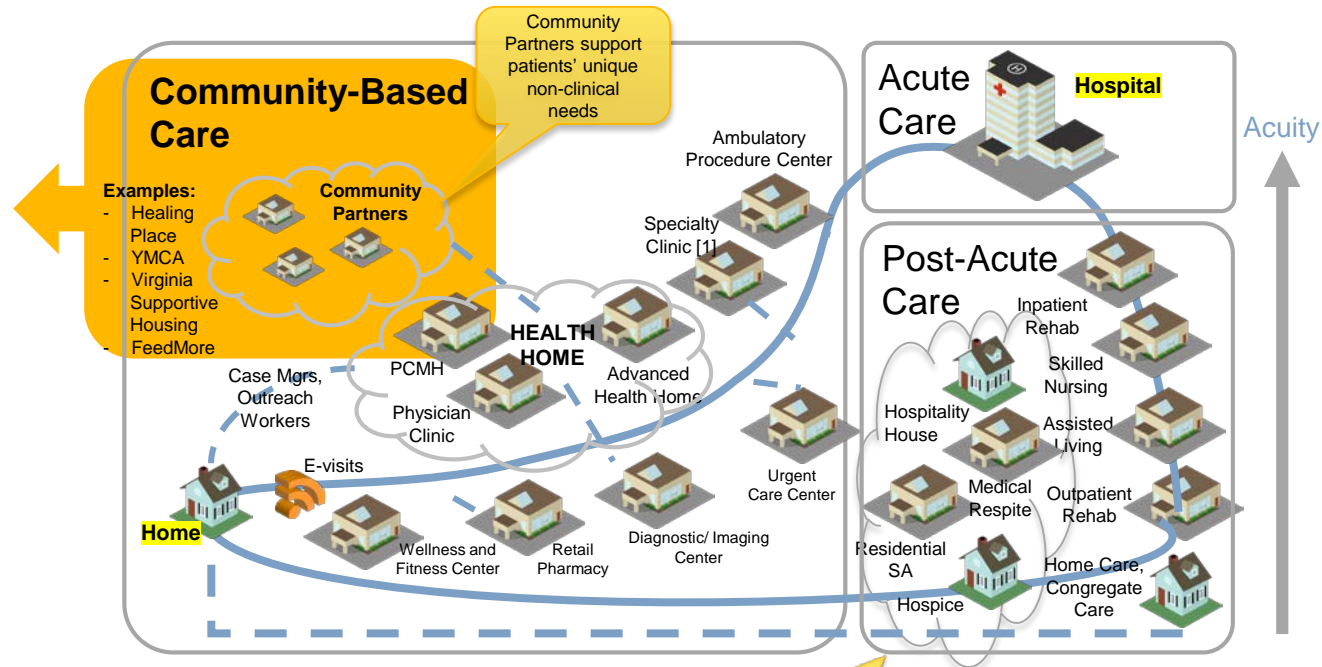 Community
Partners support
patients’ unique
non-clinical
needs
Community-Based
Care
Examples:
- Healing
Place
- YMCA
- Virginia
Supportive
Housing
- FeedMore
Community
Partners
Ambulatory
Procedure Center
Specialty
Clinic [1]
HEALTH
HOME
PCMH
Physician
Clinic
Advanced
Health Home
Case Mgrs,
Outreach
Workers
E-visits
Home
Wellness and
Fitness Center
Retail
Pharmacy
Diagnostic/ Imaging
Center
Urgent
Care Center
Acute
Care
H
Hospital
Acuity
Post-Acute
Care
Inpatient
Rehab
Skilled
Nursing
Hospitality
House
Assisted
Living
Medical
Respite
Outpatient
Rehab
Residential
SA
Hospice
Home Care,
Congregate
Care